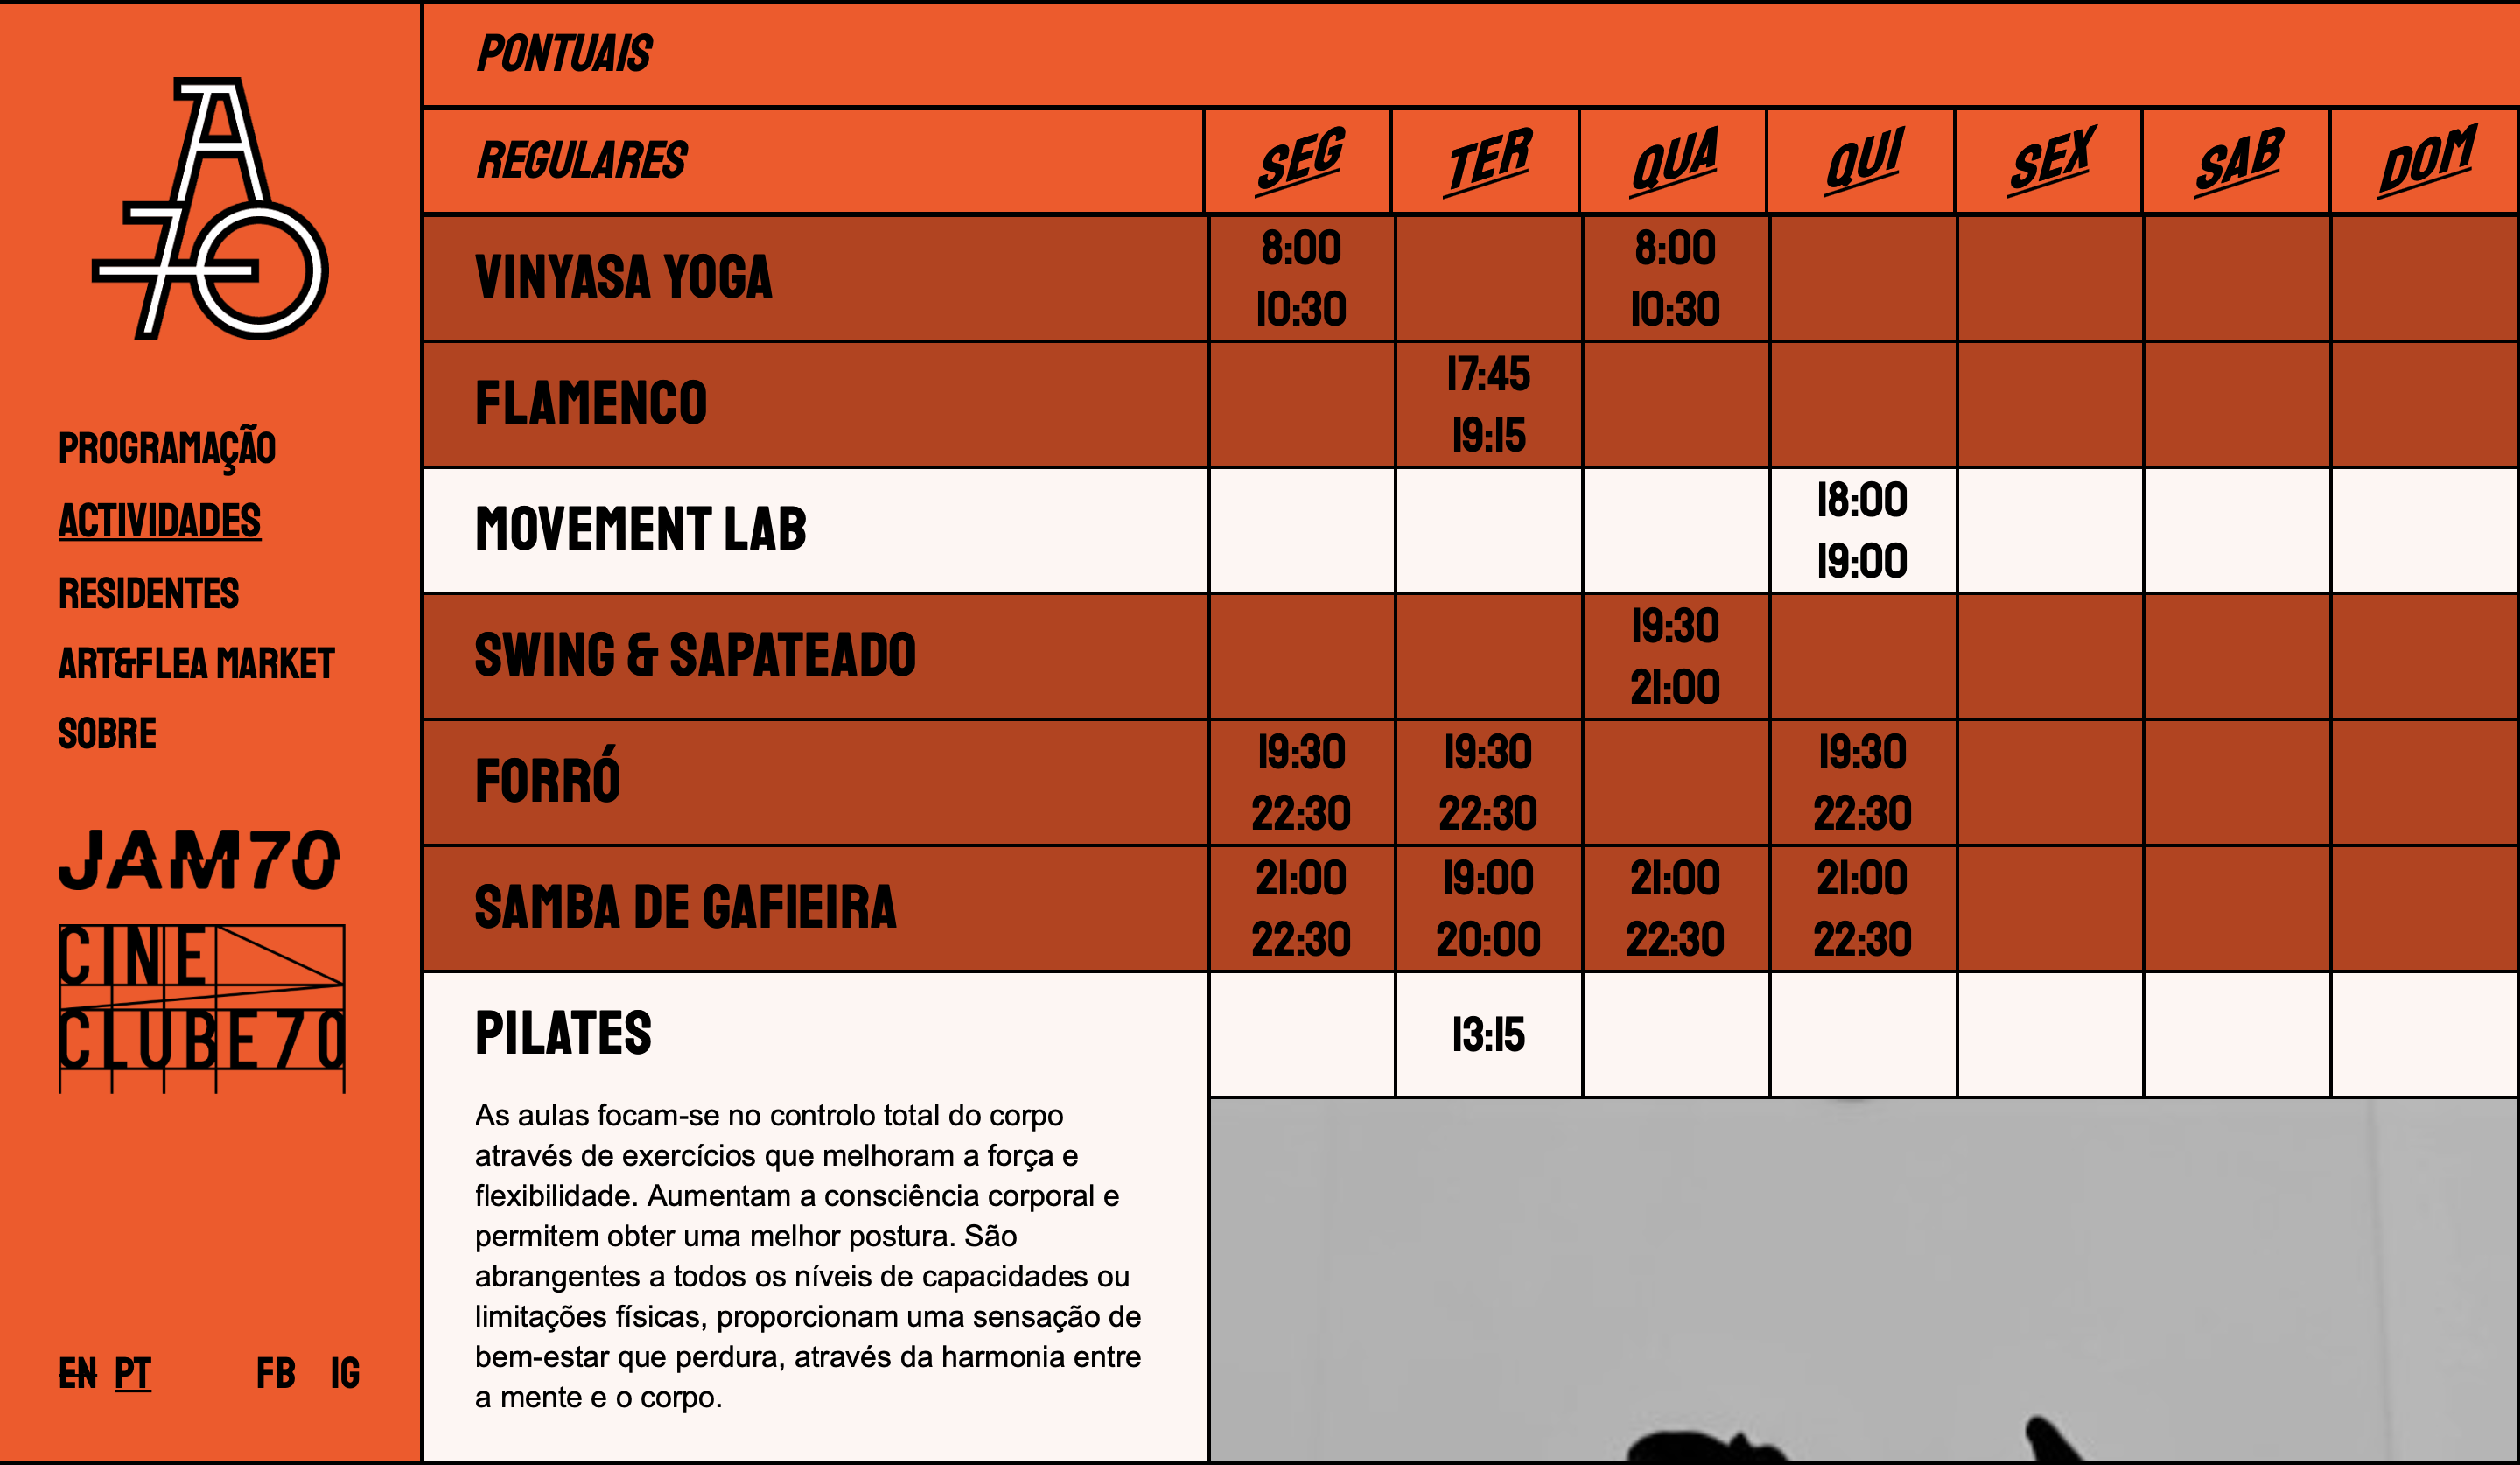 A70
PROGRAMAÇÃO
ACTIVIDADES
RESIDENTES
ART&FLEA MARKET
SOBRE
JAM70
CINE
CLUBE70
EN PT FB IG
PONTUAIS
REGULARES SEG TER QUA QUI SEX SAB DOM
VINYASA YOGA
8:00 8:00
10:30 10:30
FLAMENCO
17:45
19:15
MOVEMENT LAB
18:00
19:00
SWING & SAPATEADO
19:30
21:00
FORRÓ
19:30 19:30 19:30
22:30 22:30 22:30
SAMBA DE GAFIEIRA
21:00 19:00 21:00 21:00
22:30 20:00 22:30 22:30
PILATES 13:15
As aulas focam-se no controlo total do corpo
através de exercícios que melhoram a força e
flexibilidade. Aumentam a consciência corporal e
permitem obter uma melhor postura. São
abrangentes a todos os níveis de capacidades ou
limitações físicas, proporcionam uma sensação de
bem-estar que perdura, através da harmonia entre
a mente e o corpo.